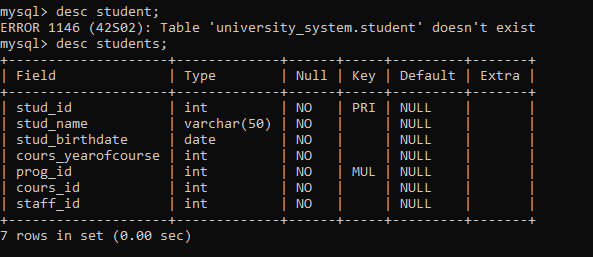 mysql> desc student;
ERROR 1146 (42S02): Table 'university_system.student' doesn't exist
mysql> desc students;
+--------------------+-------------+------+-----+---------+-------+
| Field              | Type        | Null | Key | Default | Extra |
+--------------------+-------------+------+-----+---------+-------+
| stud_id            | int         | NO   | PRI | NULL    |       |
| stud_name          | varchar(50) | NO   |     | NULL    |       |
| stud_birthdate     | date        | NO   |     | NULL    |       |
| cours_yearofcourse | int         | NO   |     | NULL    |       |
| prog_id            | int         | NO   | MUL | NULL    |       |
| cours_id           | int         | NO   |     | NULL    |       |
| staff_id           | int         | NO   |     | NULL    |       |
+--------------------+-------------+------+-----+---------+-------+
7 rows in set (0.00 sec)